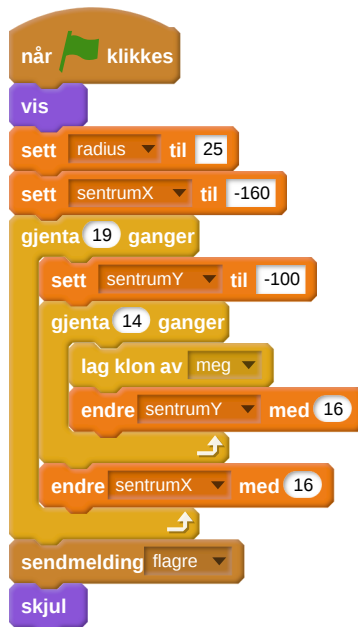 når klikkes
vis
sett radius til 25
sett sentrumX til -160
gjenta 19 ganger
sett sentrumY til -100
gjenta 14 ganger
lag klon av meg
endre sentrumY med 16
endre sentrumX med 16
sendmelding flagre
skjul